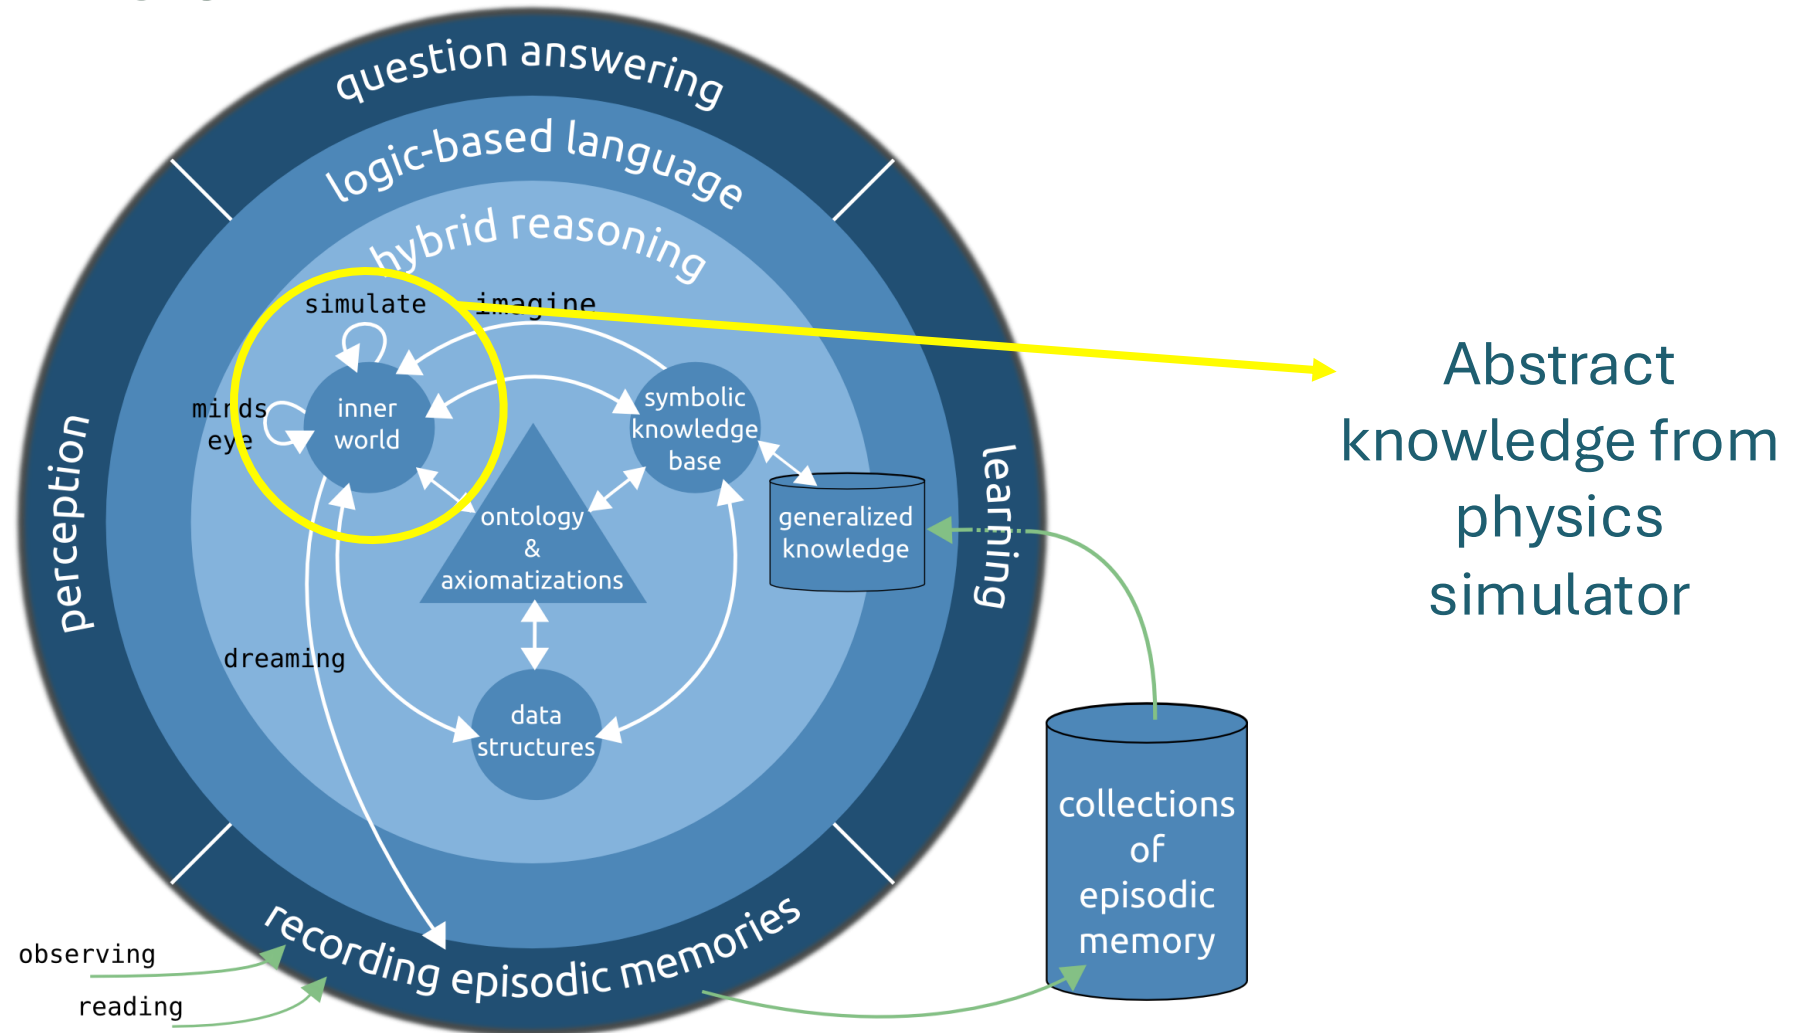 question answering
logic-based language
hybrid reasoning
simulate
imagine
minds
eye
inner
world
symbolic
knowledge
base
ontology
&
axiomatizations
generalized
knowledge
perception
learning
dreaming
data
structures
recording episodic memories
observing
reading
collections
of
episodic
memory
Abstract
knowledge from
physics
simulator